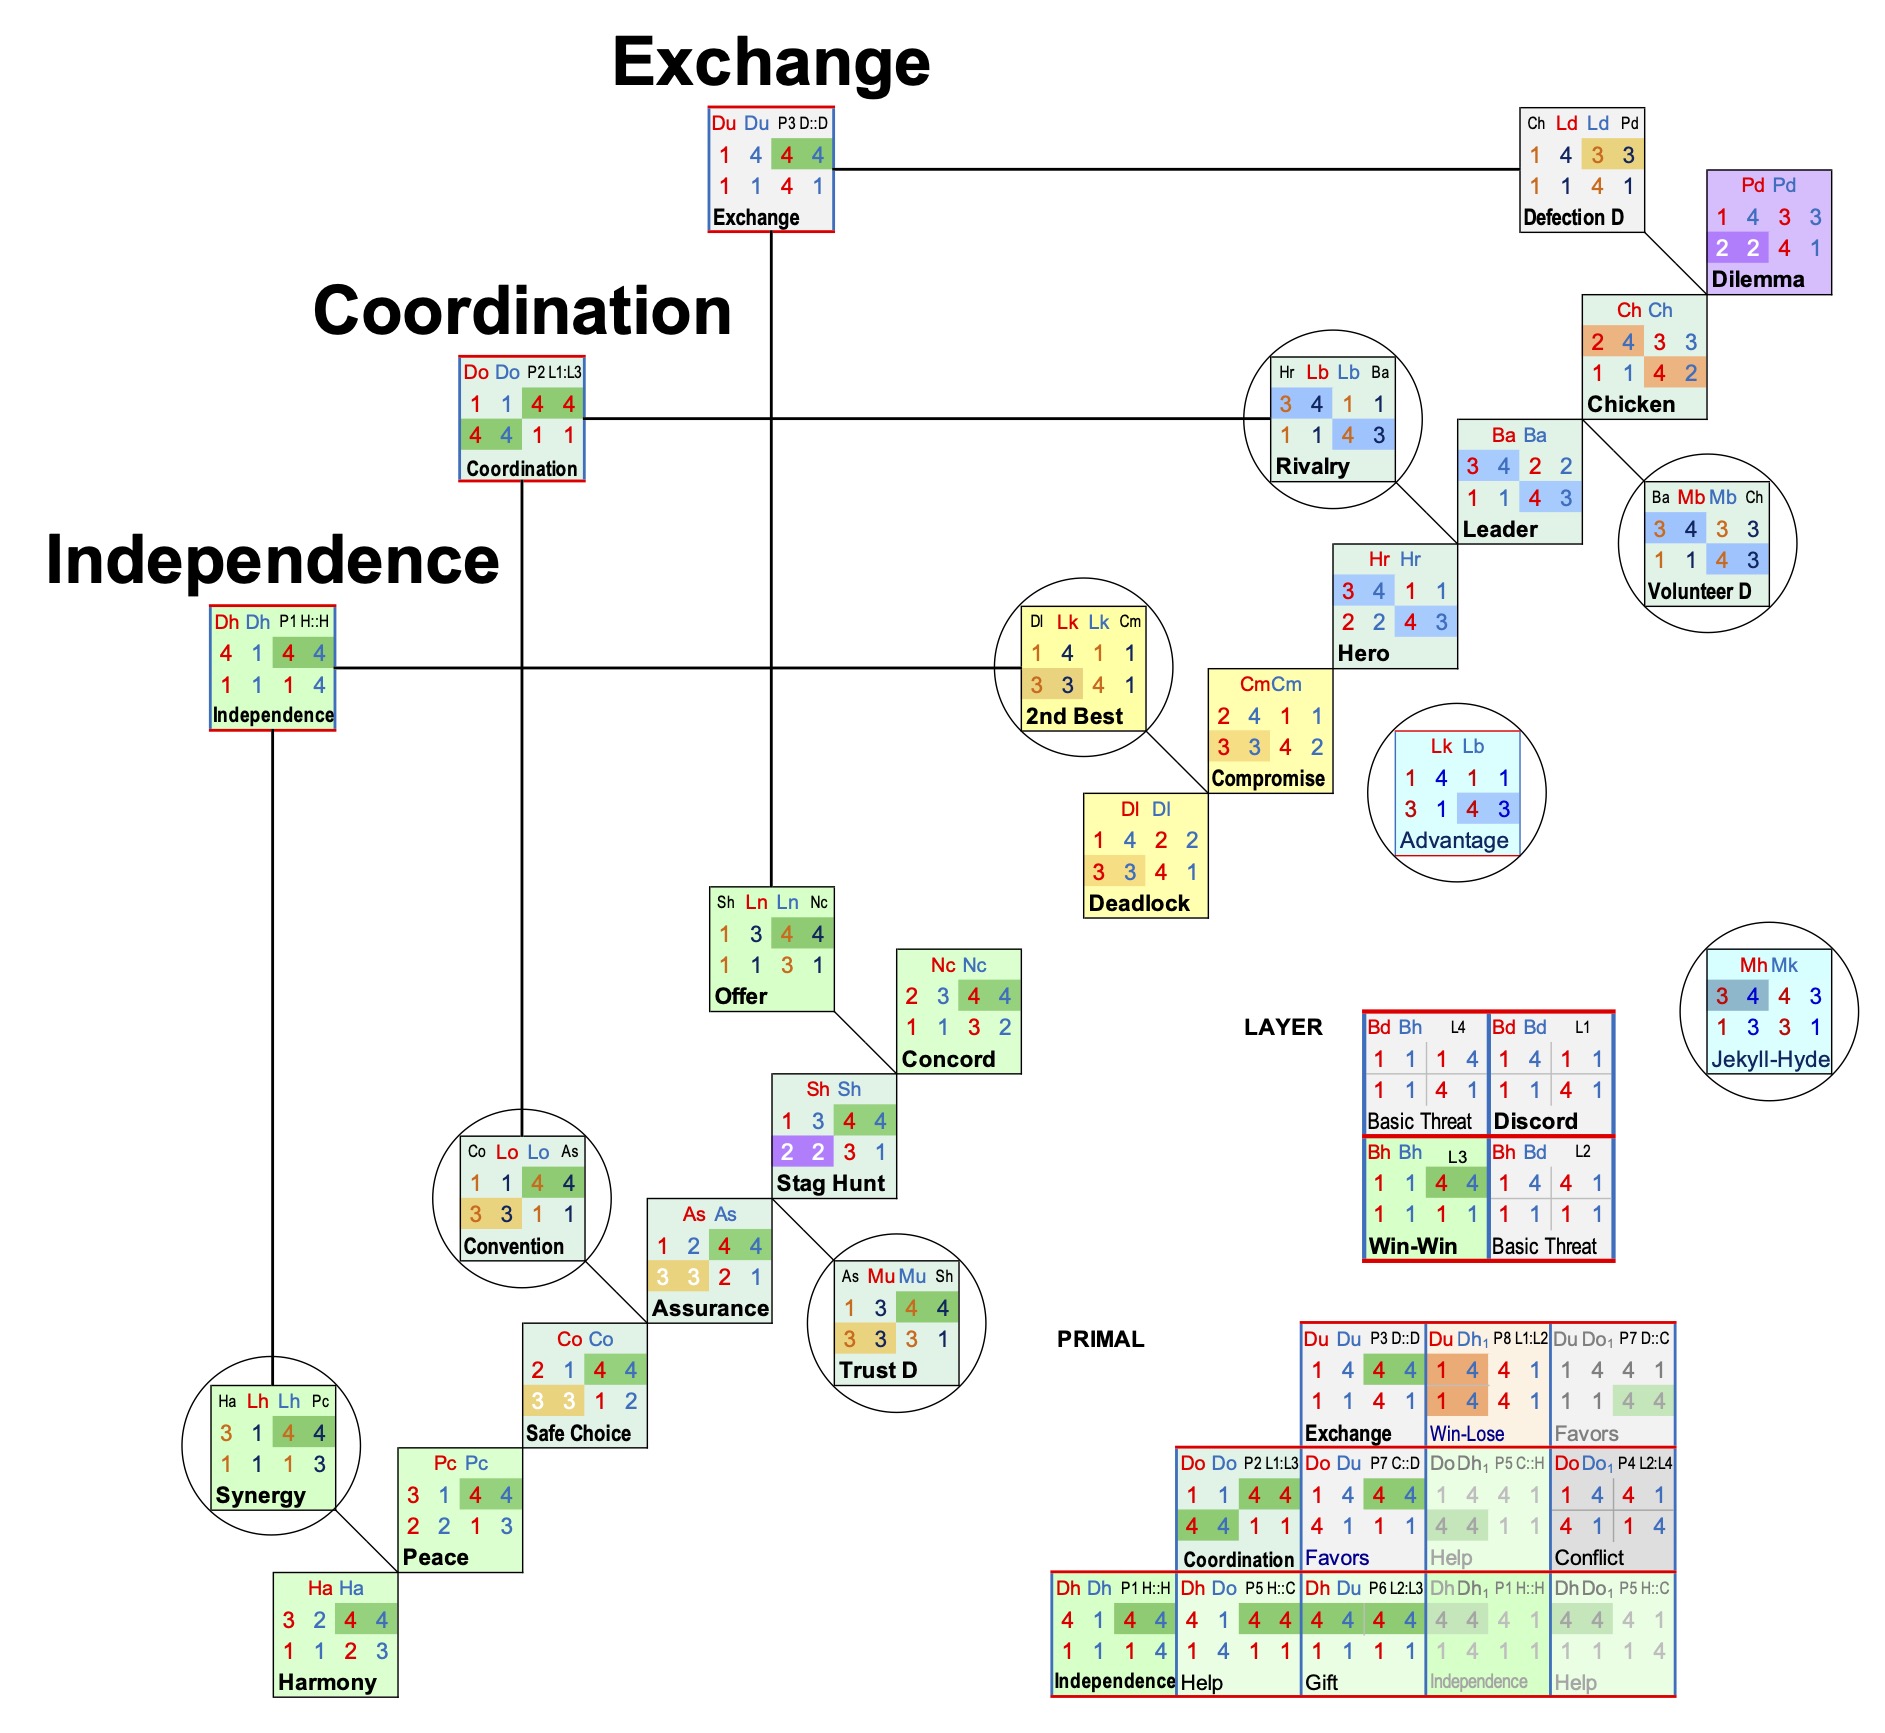 Exchange
Du Du P3 D::D
1 4 4 4
1 1 4 1
Exchange
Ch Ld Ld Pd
1 4 3 3
1 1 4 1
Defection D
Pd Pd
1 4 3 3
2 2 4 1
Dilemma
Coordination
Do Do P2 L1:L3
1 1 4 4
4 4 1 1
Coordination
Ch Ch
2 4 3 3
1 1 4 2
Chicken
Hr Lb Lb Ba
3 4 1 1
1 1 4 3
Rivalry
Ba Ba
3 4 2 2
1 1 4 3
Leader
Ba Mb Mb Ch
3 4 3 3
1 1 4 3
Volunteer D
Independence
Dh Dh P1 H::H
4 1 4 4
1 1 1 4
Independence
Hr Hr
3 4 1 1
2 2 4 3
Hero
Dl Lk Lk Cm
1 4 1 1
3 3 4 1
2nd Best
Cm Cm
2 4 1 1
3 3 4 2
Compromise
Lk Lb
1 4 1 1
3 1 4 3
Advantage
Dl Dl
1 4 2 2
3 3 4 1
Deadlock
Sh Ln Ln Nc
1 3 4 4
1 1 3 1
Offer
Nc Nc
2 3 4 4
1 1 3 2
Concord
Mh Mk
3 4 4 3
1 3 3 1
Jekyll-Hyde
LAYER
Bd Bh L4
1 1 1 4
1 1 4 1
Basic Threat
Bd Bd L1
1 4 1 1
1 1 4 1
Discord
Bh Bh L3
1 1 4 4
1 1 1 1
Win-Win
Bh Bd L2
1 4 4 1
1 1 1 1
Basic Threat
Sh Sh
1 3 4 4
2 2 3 1
Stag Hunt
Co Lo Lo As
1 1 4 4
3 3 1 1
Convention
As As
1 2 4 4
3 3 2 1
Assurance
As Mu Mu Sh
1 3 4 4
3 3 3 1
Trust D
Co Co
2 1 4 4
3 3 1 2
Safe Choice
Ha Lh Lh Pc
3 1 4 4
1 1 1 3
Synergy
Pc Pc
3 1 4 4
2 2 1 3
Peace
Ha Ha
3 2 4 4
1 1 2 3
Harmony
PRIMAL
Du Du P3 D::D
1 4 4 4
1 1 4 1
Exchange
Du Dh1 P8 L1:L2
1 4 4 1
1 4 4 1
Win-Lose
Du Do1 P7 D::C
1 4 4 1
1 1 4 4
Favors
Do Do P2 L1:L3
1 1 4 4
4 4 1 1
Coordination
Do Du P7 C::D
1 4 4 4
4 1 1 1
Favors
Do Dh1 P5 C::H
1 4 4 1
4 4 1 1
Help
Do Do1 P4 L2:L4
1 4 4 1
4 1 1 4
Conflict
Dh Dh P1 H::H
4 1 4 4
1 1 1 4
Independence
Dh Do P5 H::C
4 1 4 4
1 4 1 1
Help
Dh Du P6 L2:L3
4 4 4 4
1 1 1 1
Gift
Dh Dh1 P1 H::H
4 4 4 1
1 4 1 1
Independence
Dh Do1 P5 H::C
4 4 4 1
1 1 1 4
Help